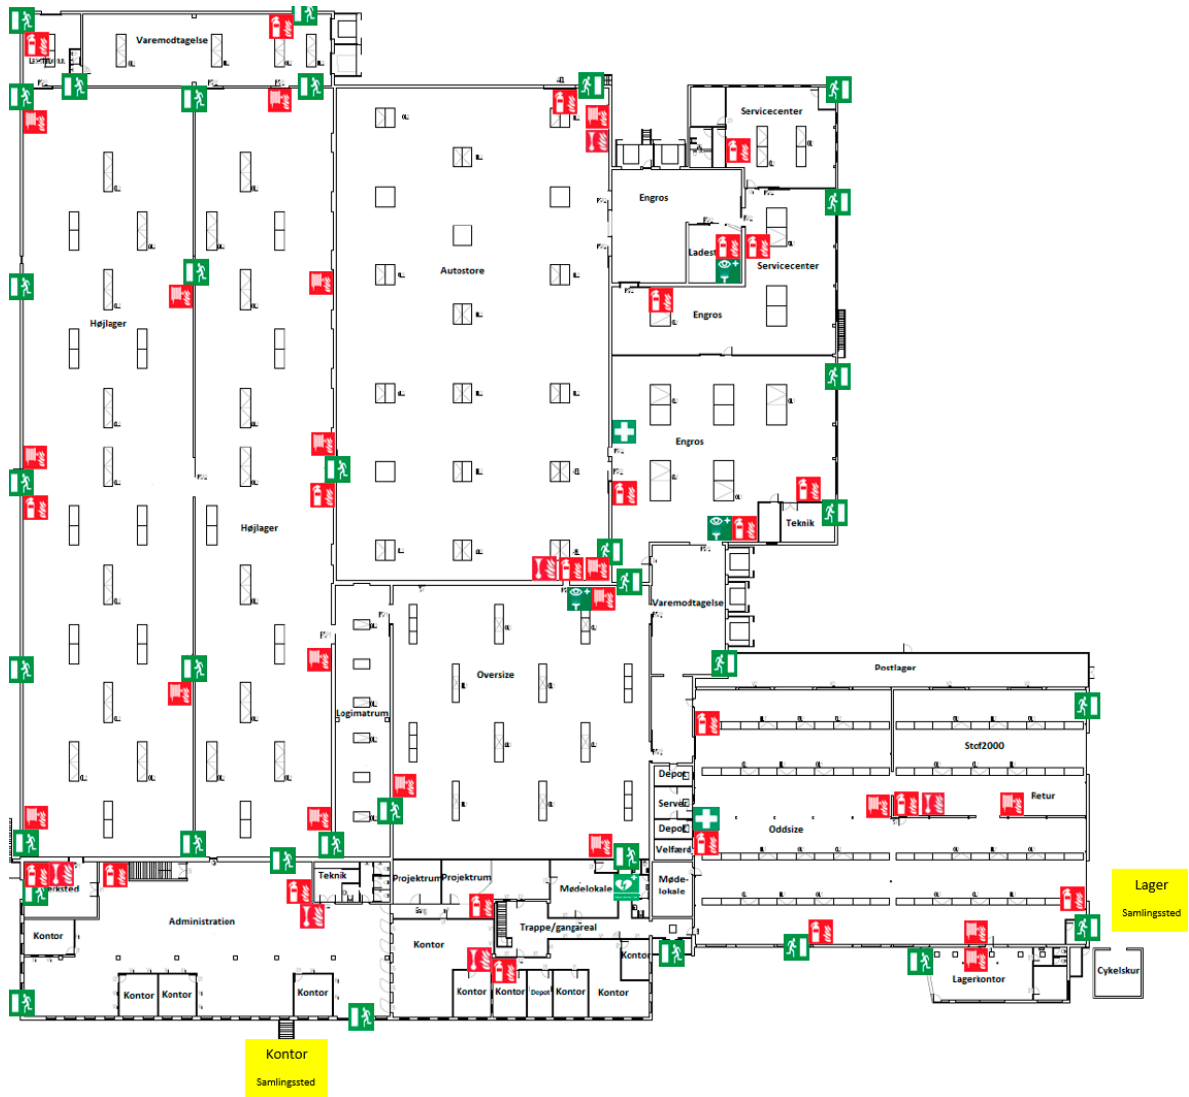 Varemodtagelse
Servicecenter
Engros
Ladest
Servicecenter
Autostore
Engros
Højlager
Engros
Højlager
Teknik
Varemodtagelse
Postlager
Oversize
Logimatrum
Retur
Depot
Server
Depot
Oddsize
Velfærd
Teknik
Projektrum
Projektrum
Mødelokale
Møde-
lokale
Administration
Trappe/gangareal
Kontor
Kontor
Kontor
Lagerkontor
Cykelskur
Kontor
Kontor
Kontor
Kontor
Kontor
Depot
Kontor
Kontor
Lager
Samlingssted
Kontor
Samlingssted